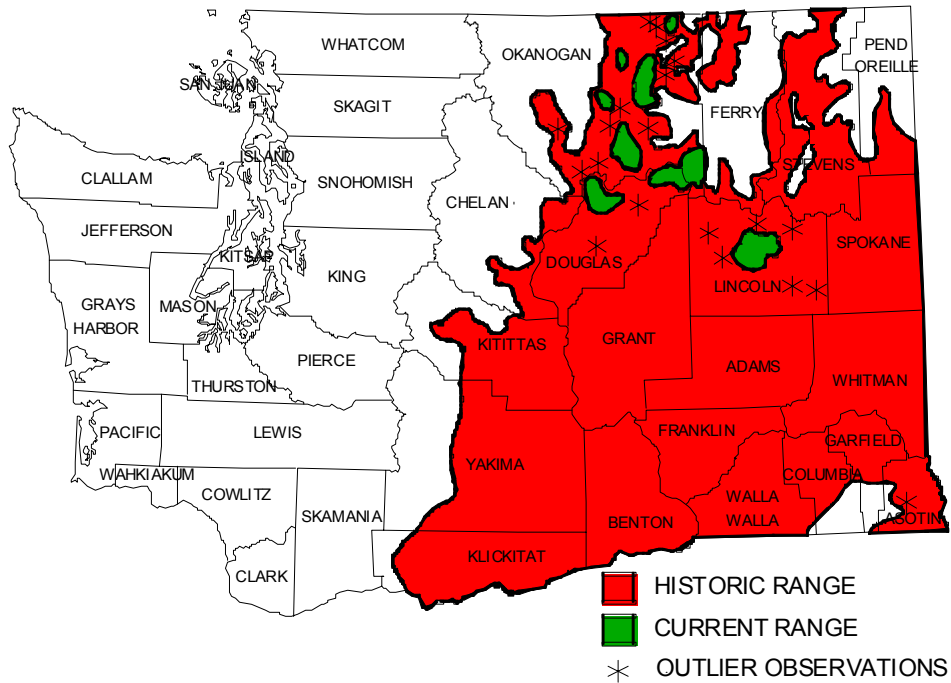 WHATCOM
OKANOGAN
PEND
OREILLE
SAN JUAN
SKAGIT
FERRY
ISLAND
STEVENS
CLALLAM
SNOHOMISH
CHELAN
JEFFERSON
KITSAP
SPOKANE
KING
DOUGLAS
LINCOLN
GRAYS
HARBOR
MASON
KITITTAS
GRANT
PIERCE
ADAMS
THURSTON
WHITMAN
PACIFIC
LEWIS
FRANKLIN
GARFIELD
YAKIMA
WAHKIAKUM
COLUMBIA
COWLITZ
WALLA
WALLA
SKAMANIA
BENTON
ASOTIN
KLICKITAT
CLARK
HISTORIC RANGE
CURRENT RANGE
OUTLIER OBSERVATIONS